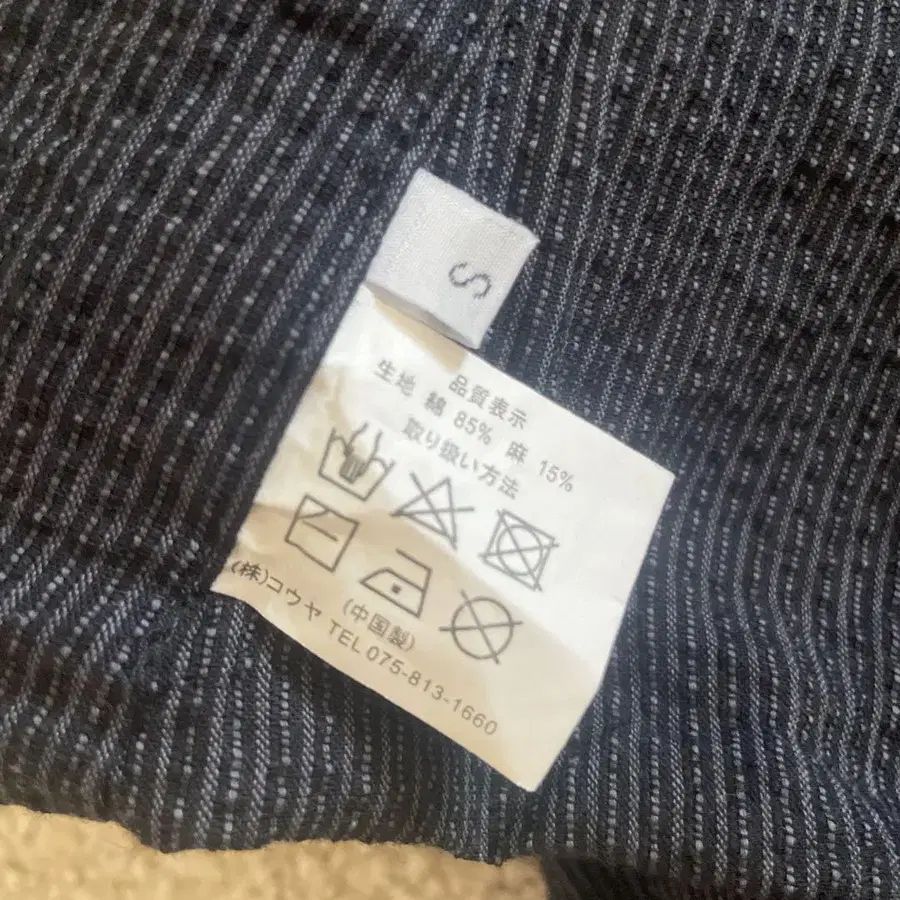 S
品質表示
生地 綿 85% 麻 15%
取り扱い方法
(中国製)
(株)コウヤ TEL 075-813-1660